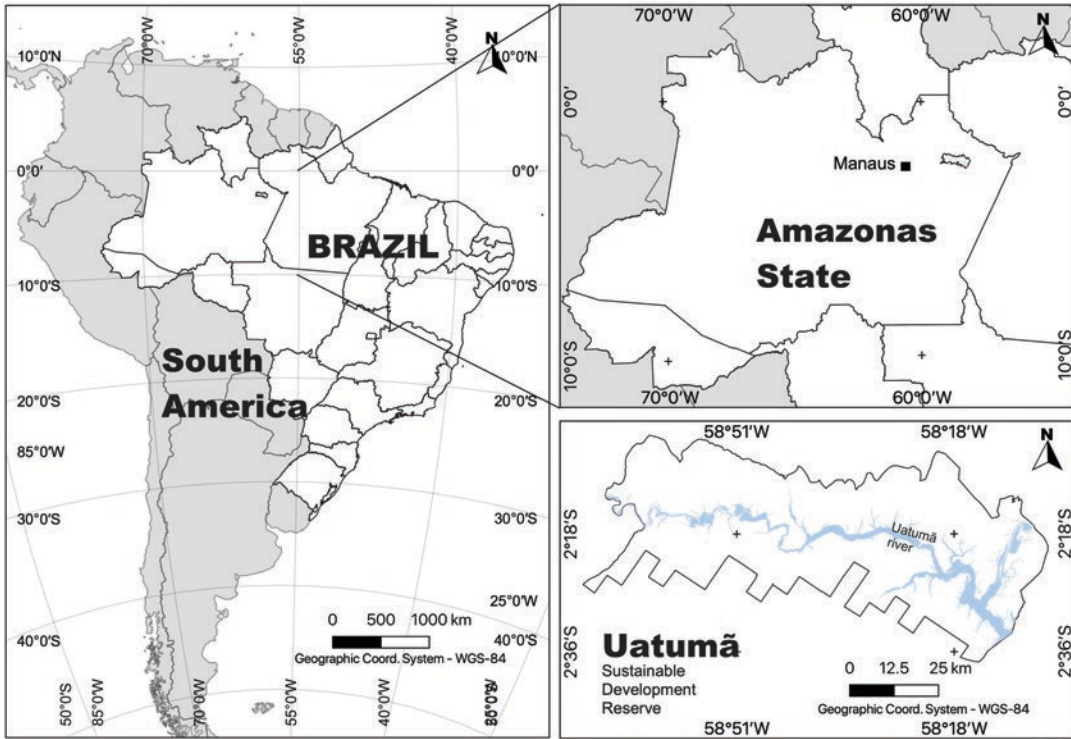 70°0'W
55°0'W
40°0'W
10°0'N
10°0'N
N
0°0'
0°0'
BRAZIL
10°0'S
10°0'S
South
America
20°0'S
20°0'S
85°0'W
30°0'S
30°0'S
25°0'W
0 500 1000 km
Geographic Coord. System - WGS-84
40°0'S
40°0'S
50°0'S
85°0'W
70°0'W
55°0'W
40°0'W
25°0'W
50°0'S
70°0'W
60°0'W
N
0°0'
0°0'
Manaus
Amazonas
State
10°0'S
10°0'S
70°0'W
60°0'W
58°51'W
58°18'W
N
2°18'S
2°18'S
Uatumã
river
2°36'S
2°36'S
Uatumã
Sustainable
Development
Reserve
0 12.5 25 km
Geographic Coord. System - WGS-84
58°51'W
58°18'W